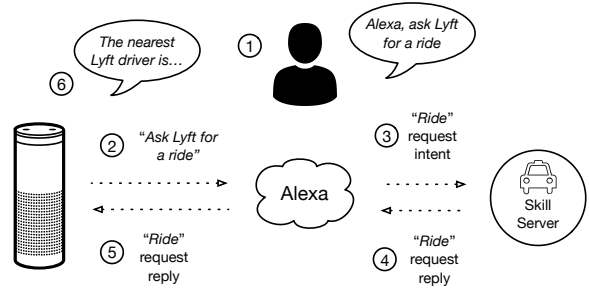 1
Alexa, ask Lyft
for a ride
The nearest
Lyft driver is...
6
2
"Ask Lyft for
a ride"
3
"Ride"
request
intent
Alexa
Skill
Server
5
"Ride"
request
reply
4
"Ride"
request
reply